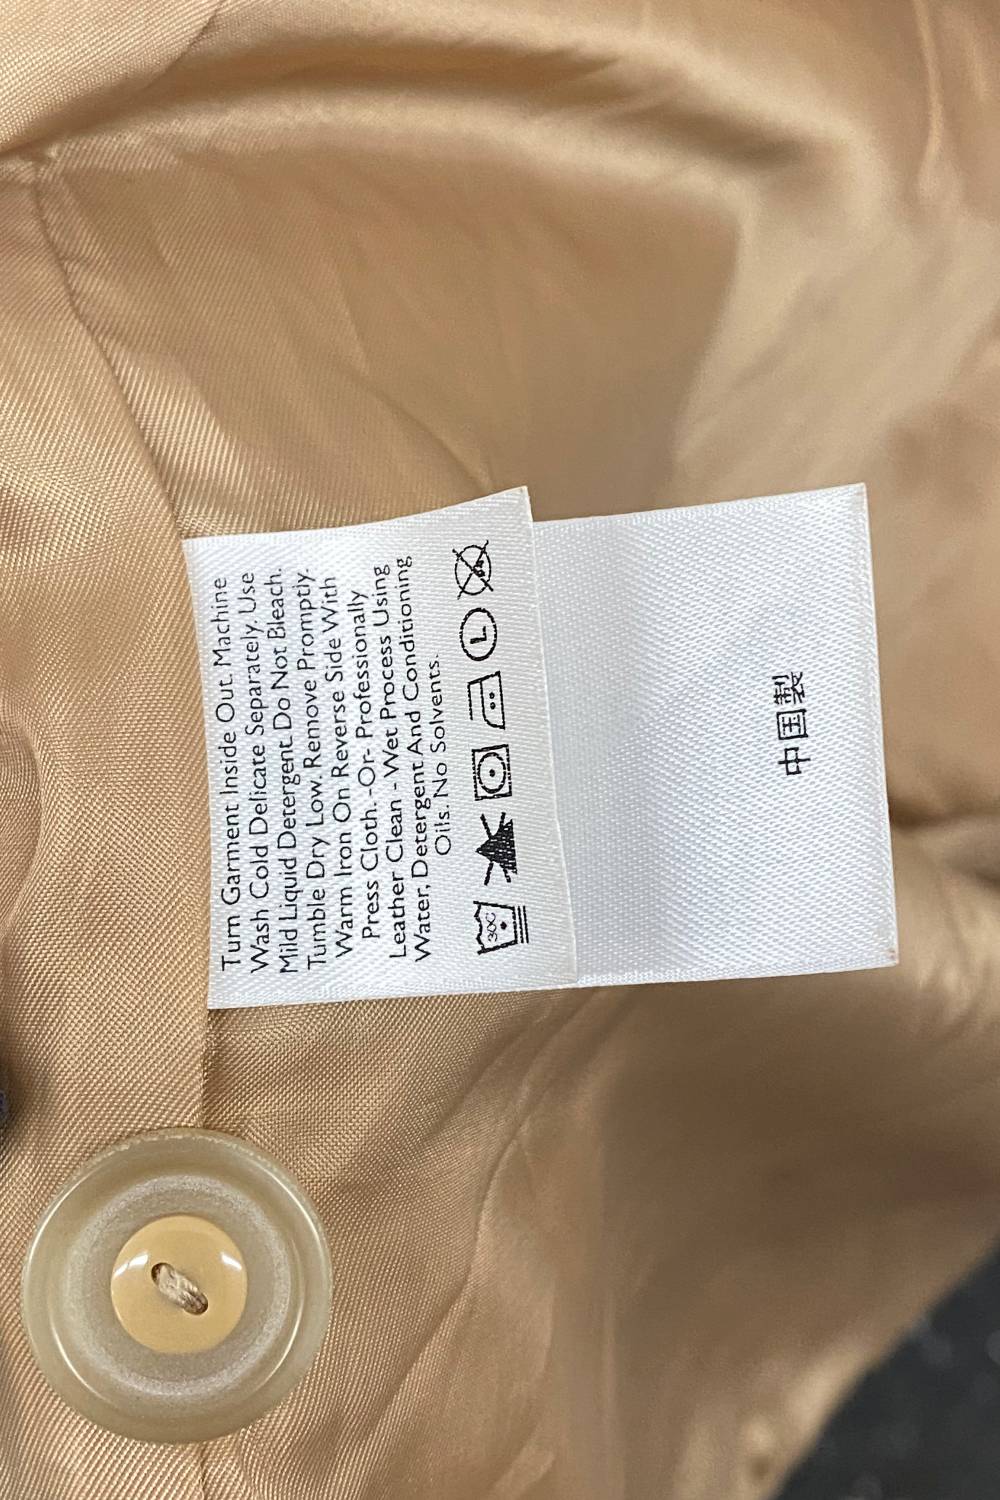 Turn Garment Inside Out. Machine
Wash Cold Delicate Separately. Use
Mild Liquid Detergent. Do Not Bleach.
Tumble Dry Low. Remove Promptly.
Warm Iron On Reverse Side With
Press Cloth. -Or- Professionally
Leather Clean - Wet Process Using
Water, Detergent And Conditioning
Oils. No Solvents.
30C
L
中国製